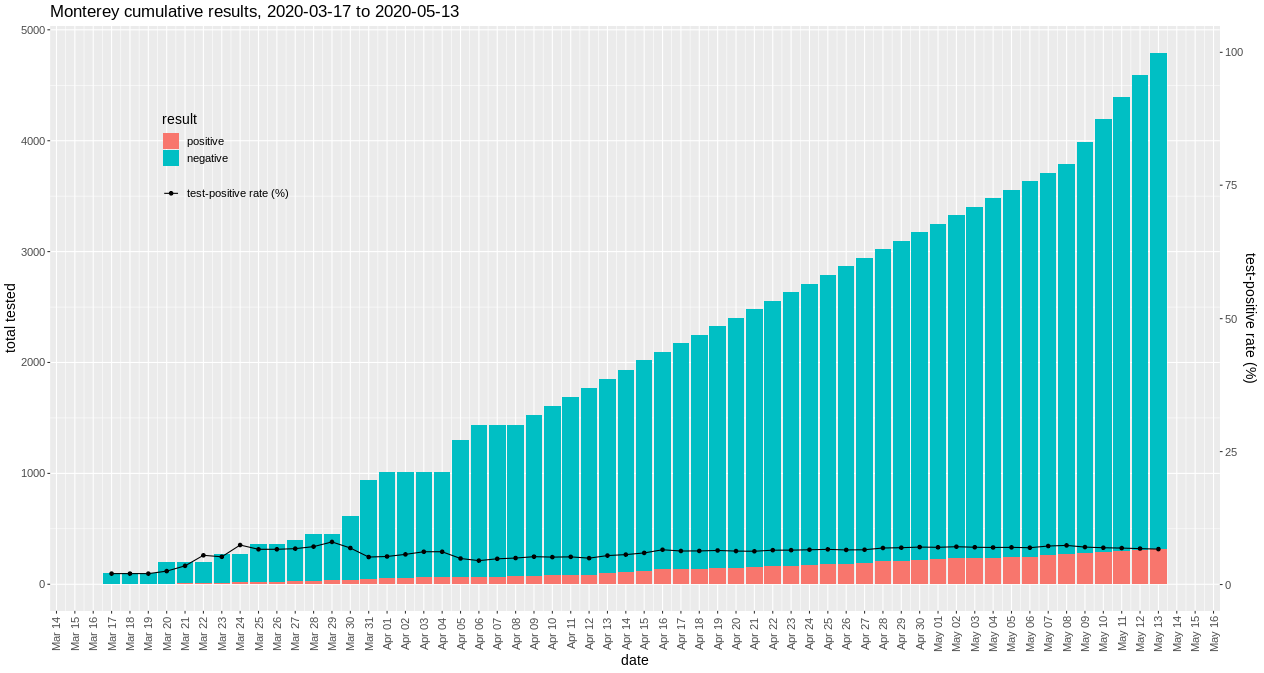 Monterey cumulative results, 2020-03-17 to 2020-05-13
5000
4000
3000
2000
1000
0
total tested
result
positive
negative
test-positive rate (%)
100
75
50
25
0
test-positive rate (%)
Mar 14
Mar 15
Mar 16
Mar 17
Mar 18
Mar 19
Mar 20
Mar 21
Mar 22
Mar 23
Mar 24
Mar 25
Mar 26
Mar 27
Mar 28
Mar 29
Mar 30
Mar 31
Apr 01
Apr 02
Apr 03
Apr 04
Apr 05
Apr 06
Apr 07
Apr 08
Apr 09
Apr 10
Apr 11
Apr 12
Apr 13
Apr 14
Apr 15
Apr 16
Apr 17
Apr 18
Apr 19
Apr 20
Apr 21
Apr 22
Apr 23
Apr 24
Apr 25
Apr 26
Apr 27
Apr 28
Apr 29
Apr 30
May 01
May 02
May 03
May 04
May 05
May 06
May 07
May 08
May 09
May 10
May 11
May 12
May 13
May 14
May 15
May 16
date